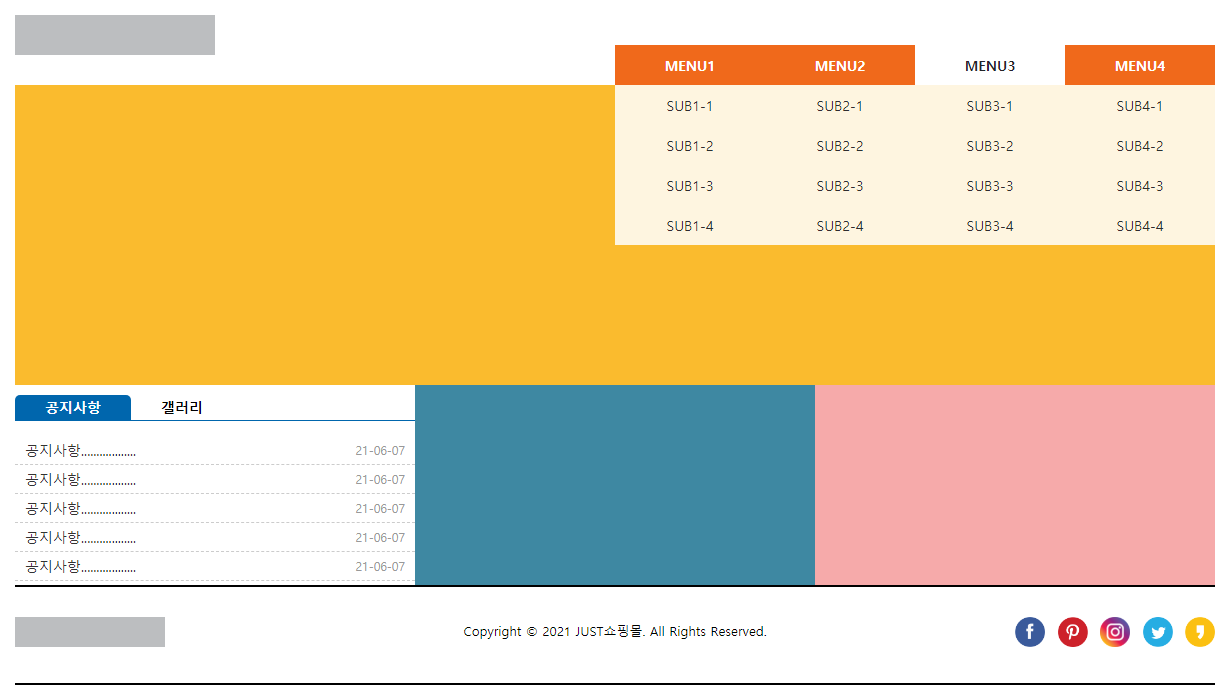 MENU1 MENU2 MENU3 MENU4
SUB1-1 SUB2-1 SUB3-1 SUB4-1
SUB1-2 SUB2-2 SUB3-2 SUB4-2
SUB1-3 SUB2-3 SUB3-3 SUB4-3
SUB1-4 SUB2-4 SUB3-4 SUB4-4
공지사항 갤러리
공지사항.................. 21-06-07
공지사항.................. 21-06-07
공지사항.................. 21-06-07
공지사항.................. 21-06-07
공지사항.................. 21-06-07
Copyright © 2021 JUST쇼핑몰. All Rights Reserved.